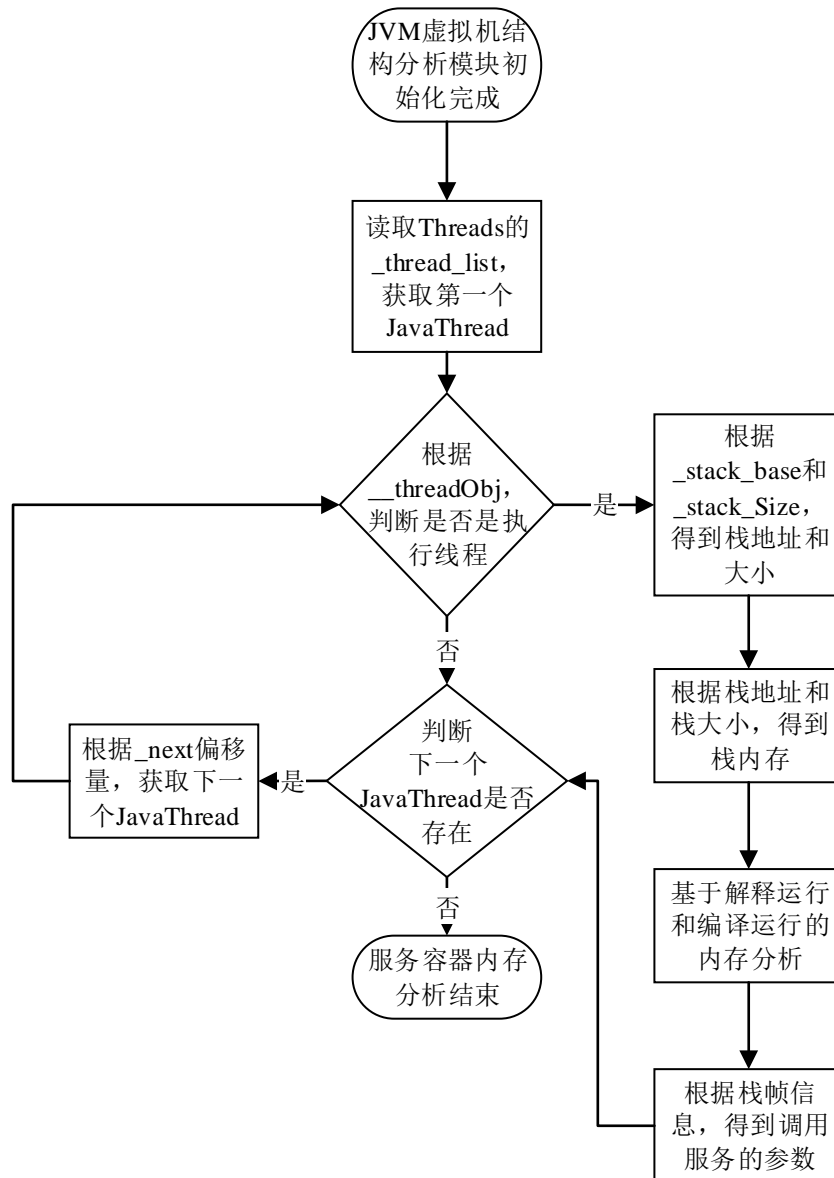 JVM虚拟机结
构分析模块初
始化完成
读取Threads的
_thread_list，
获取第一个
JavaThread
根据
__threadObj，
判断是否是执
行线程
是
根据
_stack_base和
_stack_Size，
得到栈地址和
大小
否
根据栈地址和
栈大小，得到
栈内存
判断
下一个
JavaThread是否
存在
是
根据_next偏移
量，获取下一
个JavaThread
否
基于解释运行
和编译运行的
内存分析
服务容器内存
分析结束
根据栈帧信
息，得到调用
服务的参数